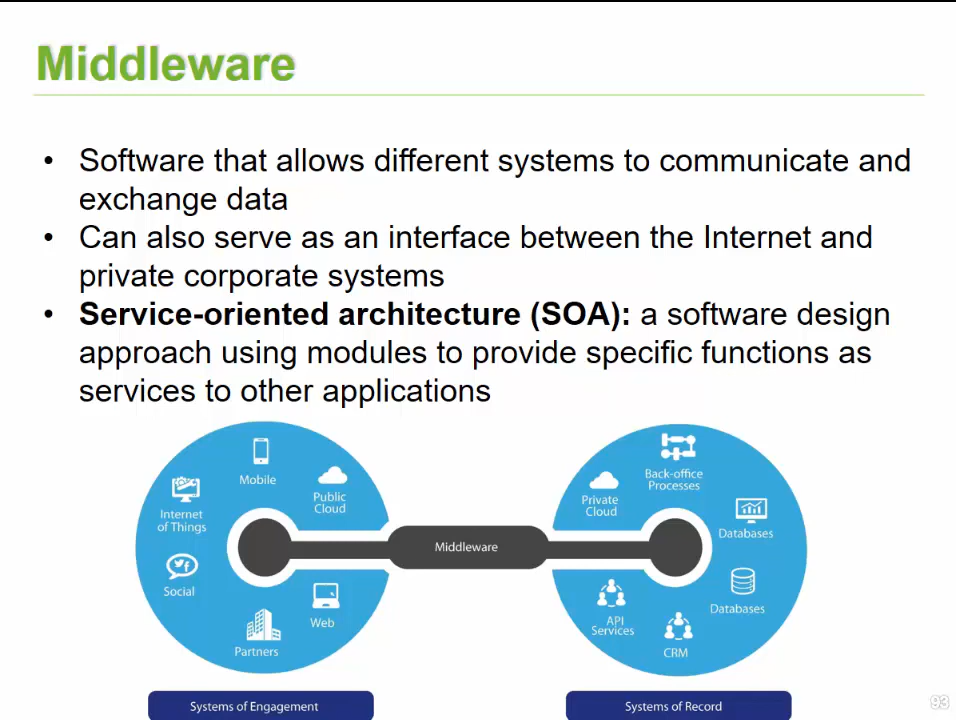 Middleware
• Software that allows different systems to communicate and
exchange data
• Can also serve as an interface between the Internet and
private corporate systems
• Service-oriented architecture (SOA): a software design
approach using modules to provide specific functions as
services to other applications
Mobile
Public
Cloud
Internet
of Things
Social
Web
Partners
Middleware
Back-office
Processes
Private
Cloud
Databases
Databases
API
Services
CRM
Systems of Engagement
Systems of Record
93